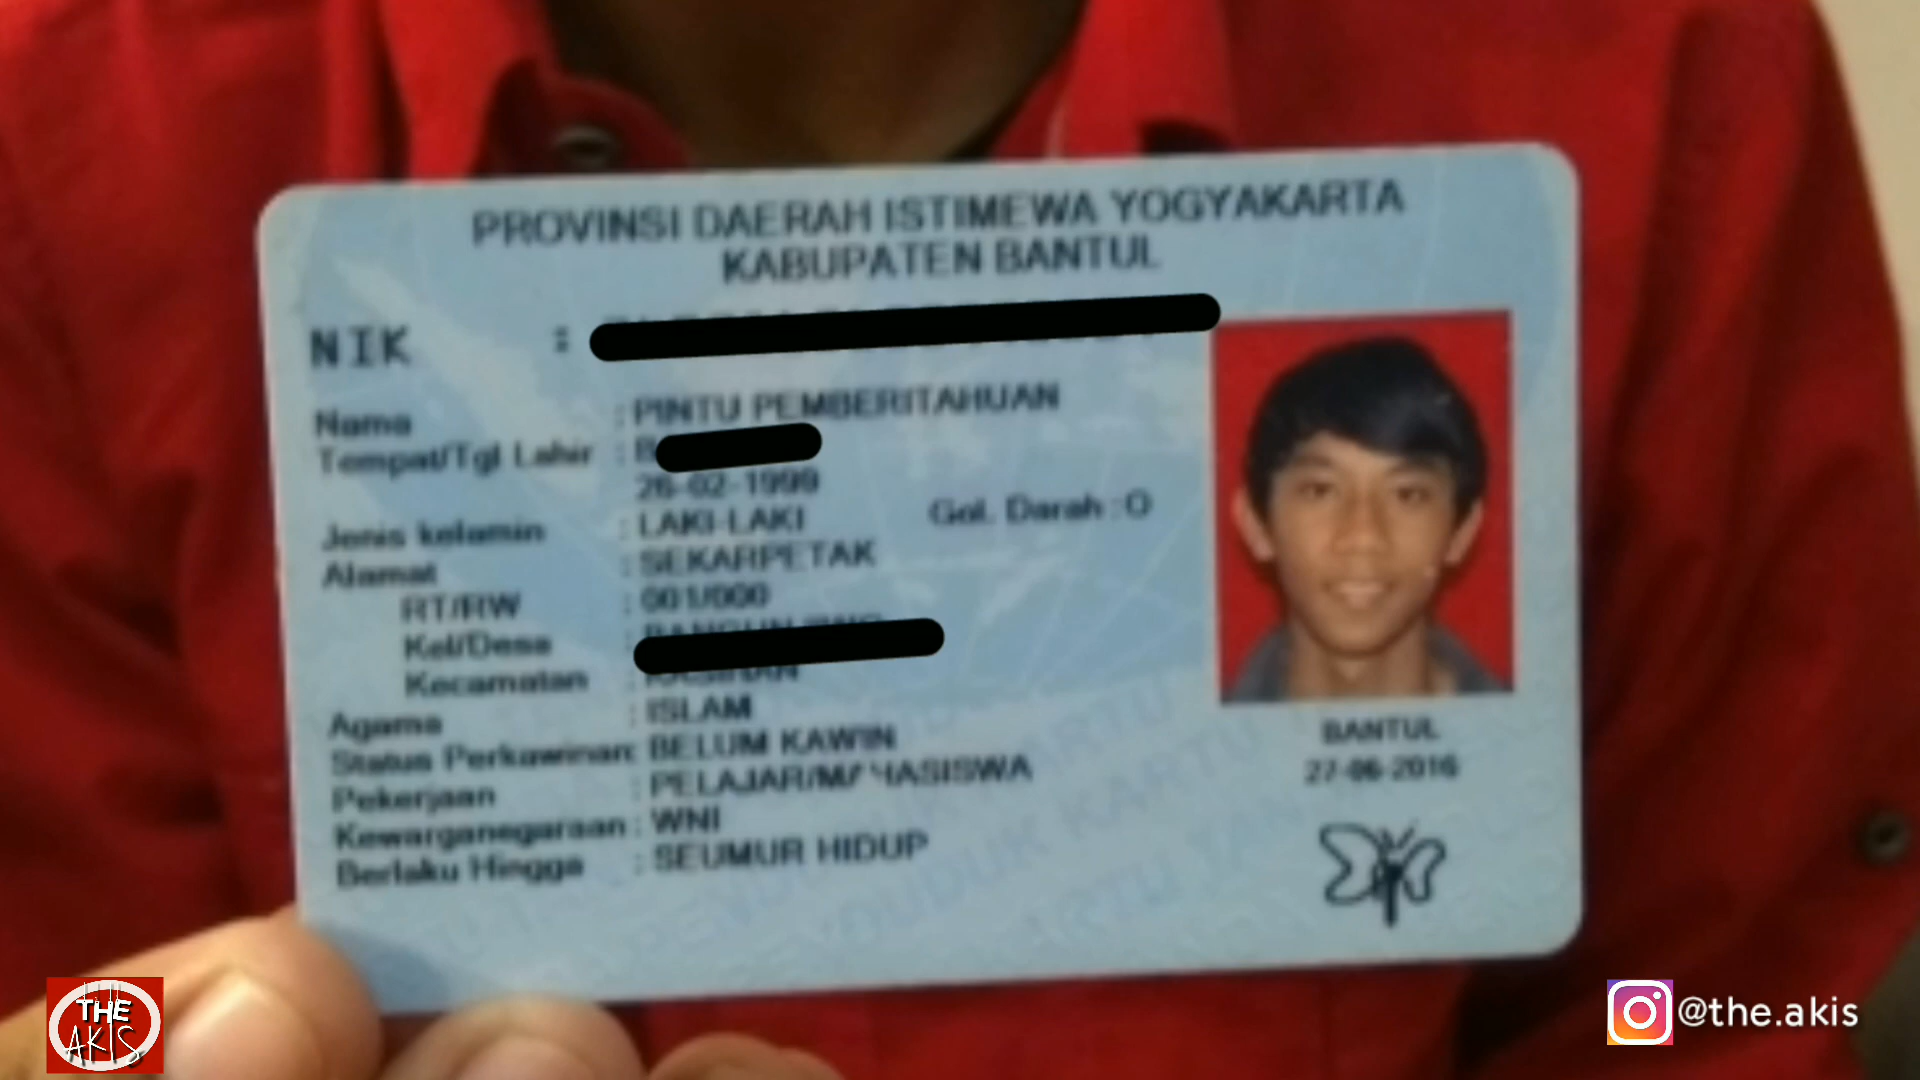 PROVINSI DAERAH ISTIMEWA YOGYAKARTA
KABUPATEN BANTUL
NIK :
Nama : PINTU PEMBERITAHUAN
Tempat/Tgl Lahir :
26-02-1999
Jenis kelamin : LAKI-LAKI Gol. Darah : O
Alamat : SEKARPETAK
RT/RW : 001/000
Kel/Desa :
Kecamatan :
Agama : ISLAM
Status Perkawinan: BELUM KAWIN
Pekerjaan : PELAJAR/MAHASISWA
Kewarganegaraan : WNI
Berlaku Hingga : SEUMUR HIDUP
BANTUL
27-06-2016
THE
AKIS
@the.akis